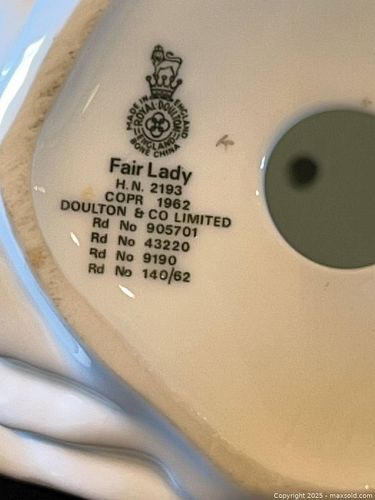 MADE IN ENGLAND
ROYAL DOULTON
ENGLAND
BONE CHINA
Fair Lady
H.N. 2193
COPR 1962
DOULTON & CO LIMITED
Rd No 905701
Rd No 43220
Rd No 9190
Rd No 140/62
Copyright 2025 - maxsold.com